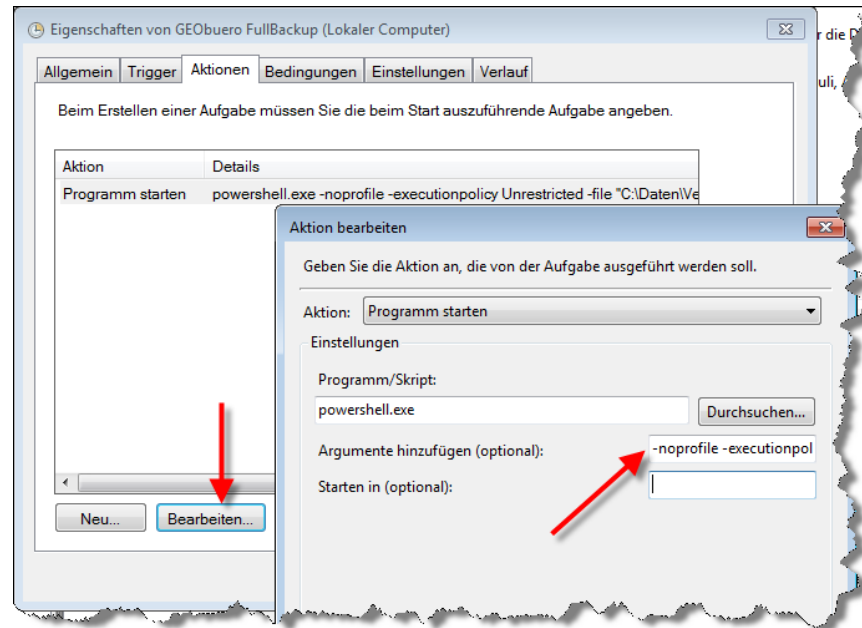 Eigenschaften von GEObuero FullBackup (Lokaler Computer)
r die D
uli,
Allgemein Trigger Aktionen Bedingungen Einstellungen Verlauf
Beim Erstellen einer Aufgabe müssen Sie die beim Start auszuführende Aufgabe angeben.
Aktion Details
Programm starten powershell.exe -noprofile -executionpolicy Unrestricted -file "C:\Daten\Ve
Aktion bearbeiten
Geben Sie die Aktion an, die von der Aufgabe ausgeführt werden soll.
Aktion: Programm starten
Einstellungen
Programm/Skript:
powershell.exe Durchsuchen...
Argumente hinzufügen (optional): -noprofile -executionpol
Starten in (optional):
Neu... Bearbeiten...